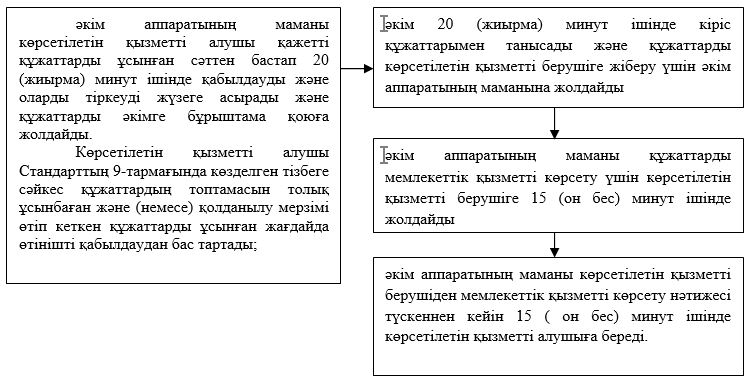 әкім аппаратының маманы
көрсетілетін қызметті алушы қажетті
құжаттарды ұсынған сәттен бастап 20
(жиырма) минут ішінде қабылдауды және
оларды тіркеуді жүзеге асырады және
құжаттарды әкімге бұрыштама қоюға
жолдайды.
Көрсетілетін қызметті алушы
Стандарттың 9-тармағында көзделген тізбеге
сәйкес құжаттардың топтамасын толық
ұсынбаған және (немесе) қолданылу мерзімі
өтіп кеткен құжаттарды ұсынған жағдайда
өтінішті қабылдаудан бас тартады;
әкім 20 (жиырма) минут ішінде кіріс
құжаттарымен танысады және құжаттарды
көрсетілетін қызметті берушіге жіберу үшін әкім
аппаратының маманына жолдайды
әкім аппаратының маманы құжаттарды
мемлекеттік қызметті көрсету үшін көрсетілетін
қызметті берушіге 15 (он бес) минут ішінде
жолдайды
әкім аппаратының маманы көрсетілетін қызметті
берушіден мемлекеттік қызметті көрсету нәтижесі
түскеннен кейін 15 ( он бес) минут ішінде
көрсетілетін қызметті алушыға береді.